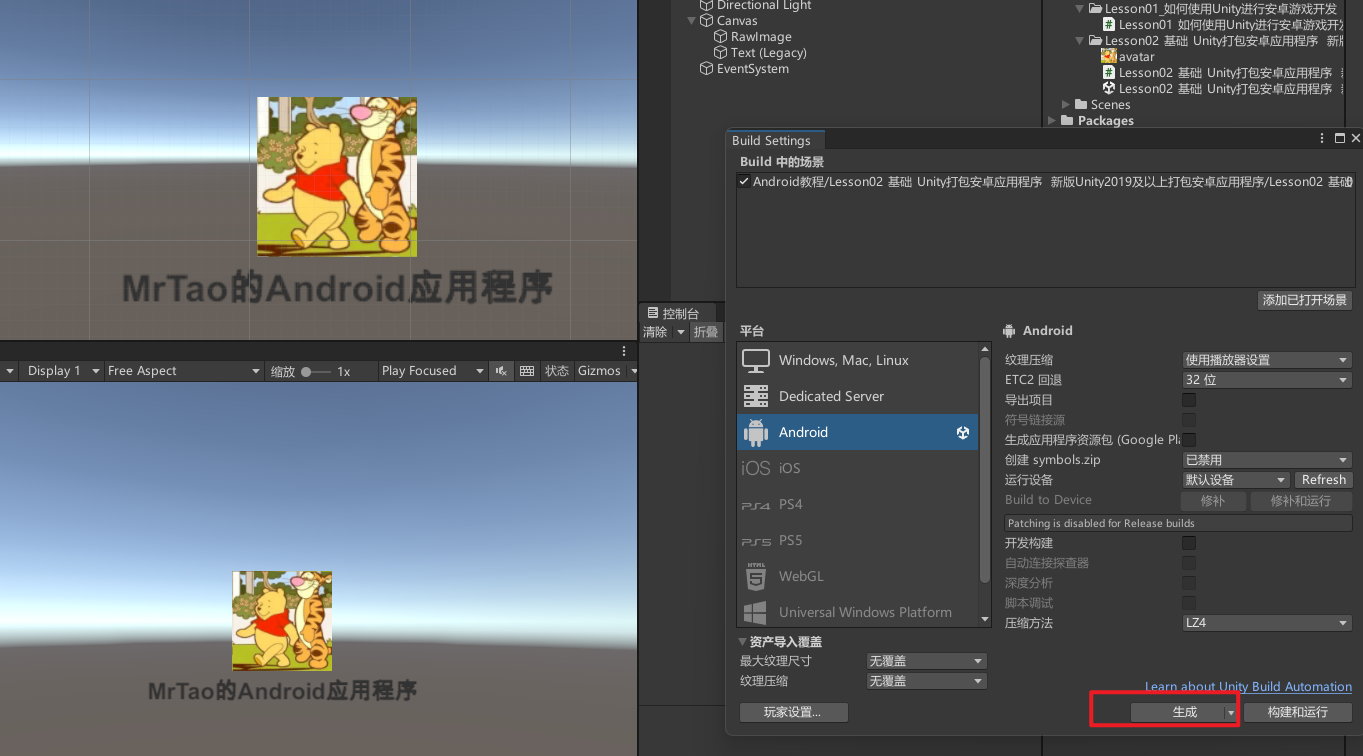 MrTao的Android应用程序
Display 1
Free Aspect
缩放
1x
Play Focused
状态
Gizmos
MrTao的Android应用程序
Directional Light
Canvas
RawImage
Text (Legacy)
EventSystem
控制台
清除
折叠
Lesson01_如何使用Unity进行安卓游戏开发
Lesson01 如何使用Unity进行安卓游戏开发
Lesson02 基础 Unity打包安卓应用程序 新版
avatar
Lesson02 基础 Unity打包安卓应用程序
Lesson02 基础 Unity打包安卓应用程序
Scenes
Packages
Build Settings
Build 中的场景
Android教程/Lesson02 基础 Unity打包安卓应用程序 新版Unity2019及以上打包安卓应用程序/Lesson02 基础
添加已打开场景
平台
Windows, Mac, Linux
Dedicated Server
Android
iOS iOS
PS4 PS4
PS5 PS5
HTML
5
WebGL
Universal Windows Platform
Android
纹理压缩 使用播放器设置
ETC2 回退 32 位
导出项目
符号链接源
生成应用程序资源包 (Google Pl
创建 symbols.zip 已禁用
运行设备 默认设备 Refresh
Build to Device 修补 修补和运行
Patching is disabled for Release builds
开发构建
自动连接探查器
深度分析
脚本调试
压缩方法 LZ4
资产导入覆盖
最大纹理尺寸 无覆盖
纹理压缩 无覆盖
Learn about Unity Build Automation
玩家设置...
生成
构建和运行